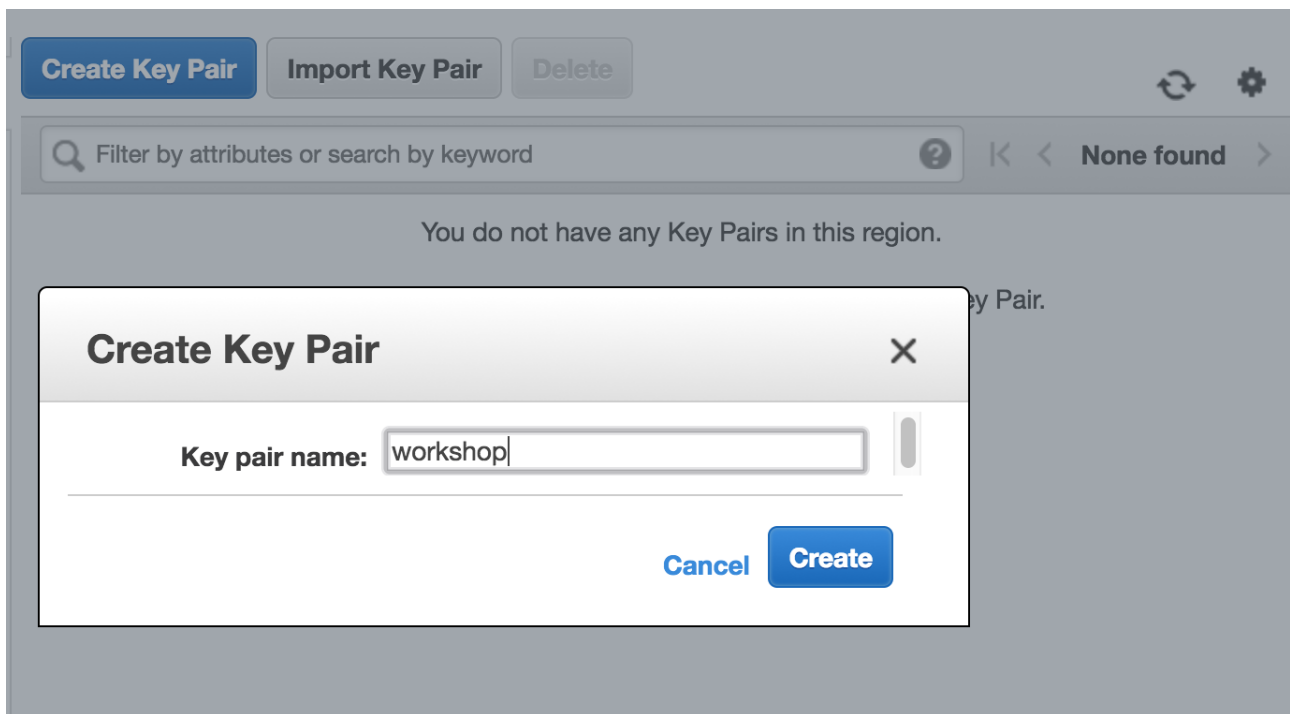 Create Key Pair Import Key Pair Delete
Filter by attributes or search by keyword ? None found
You do not have any Key Pairs in this region.
Pair.
Create Key Pair
Key pair name: workshop
Cancel Create